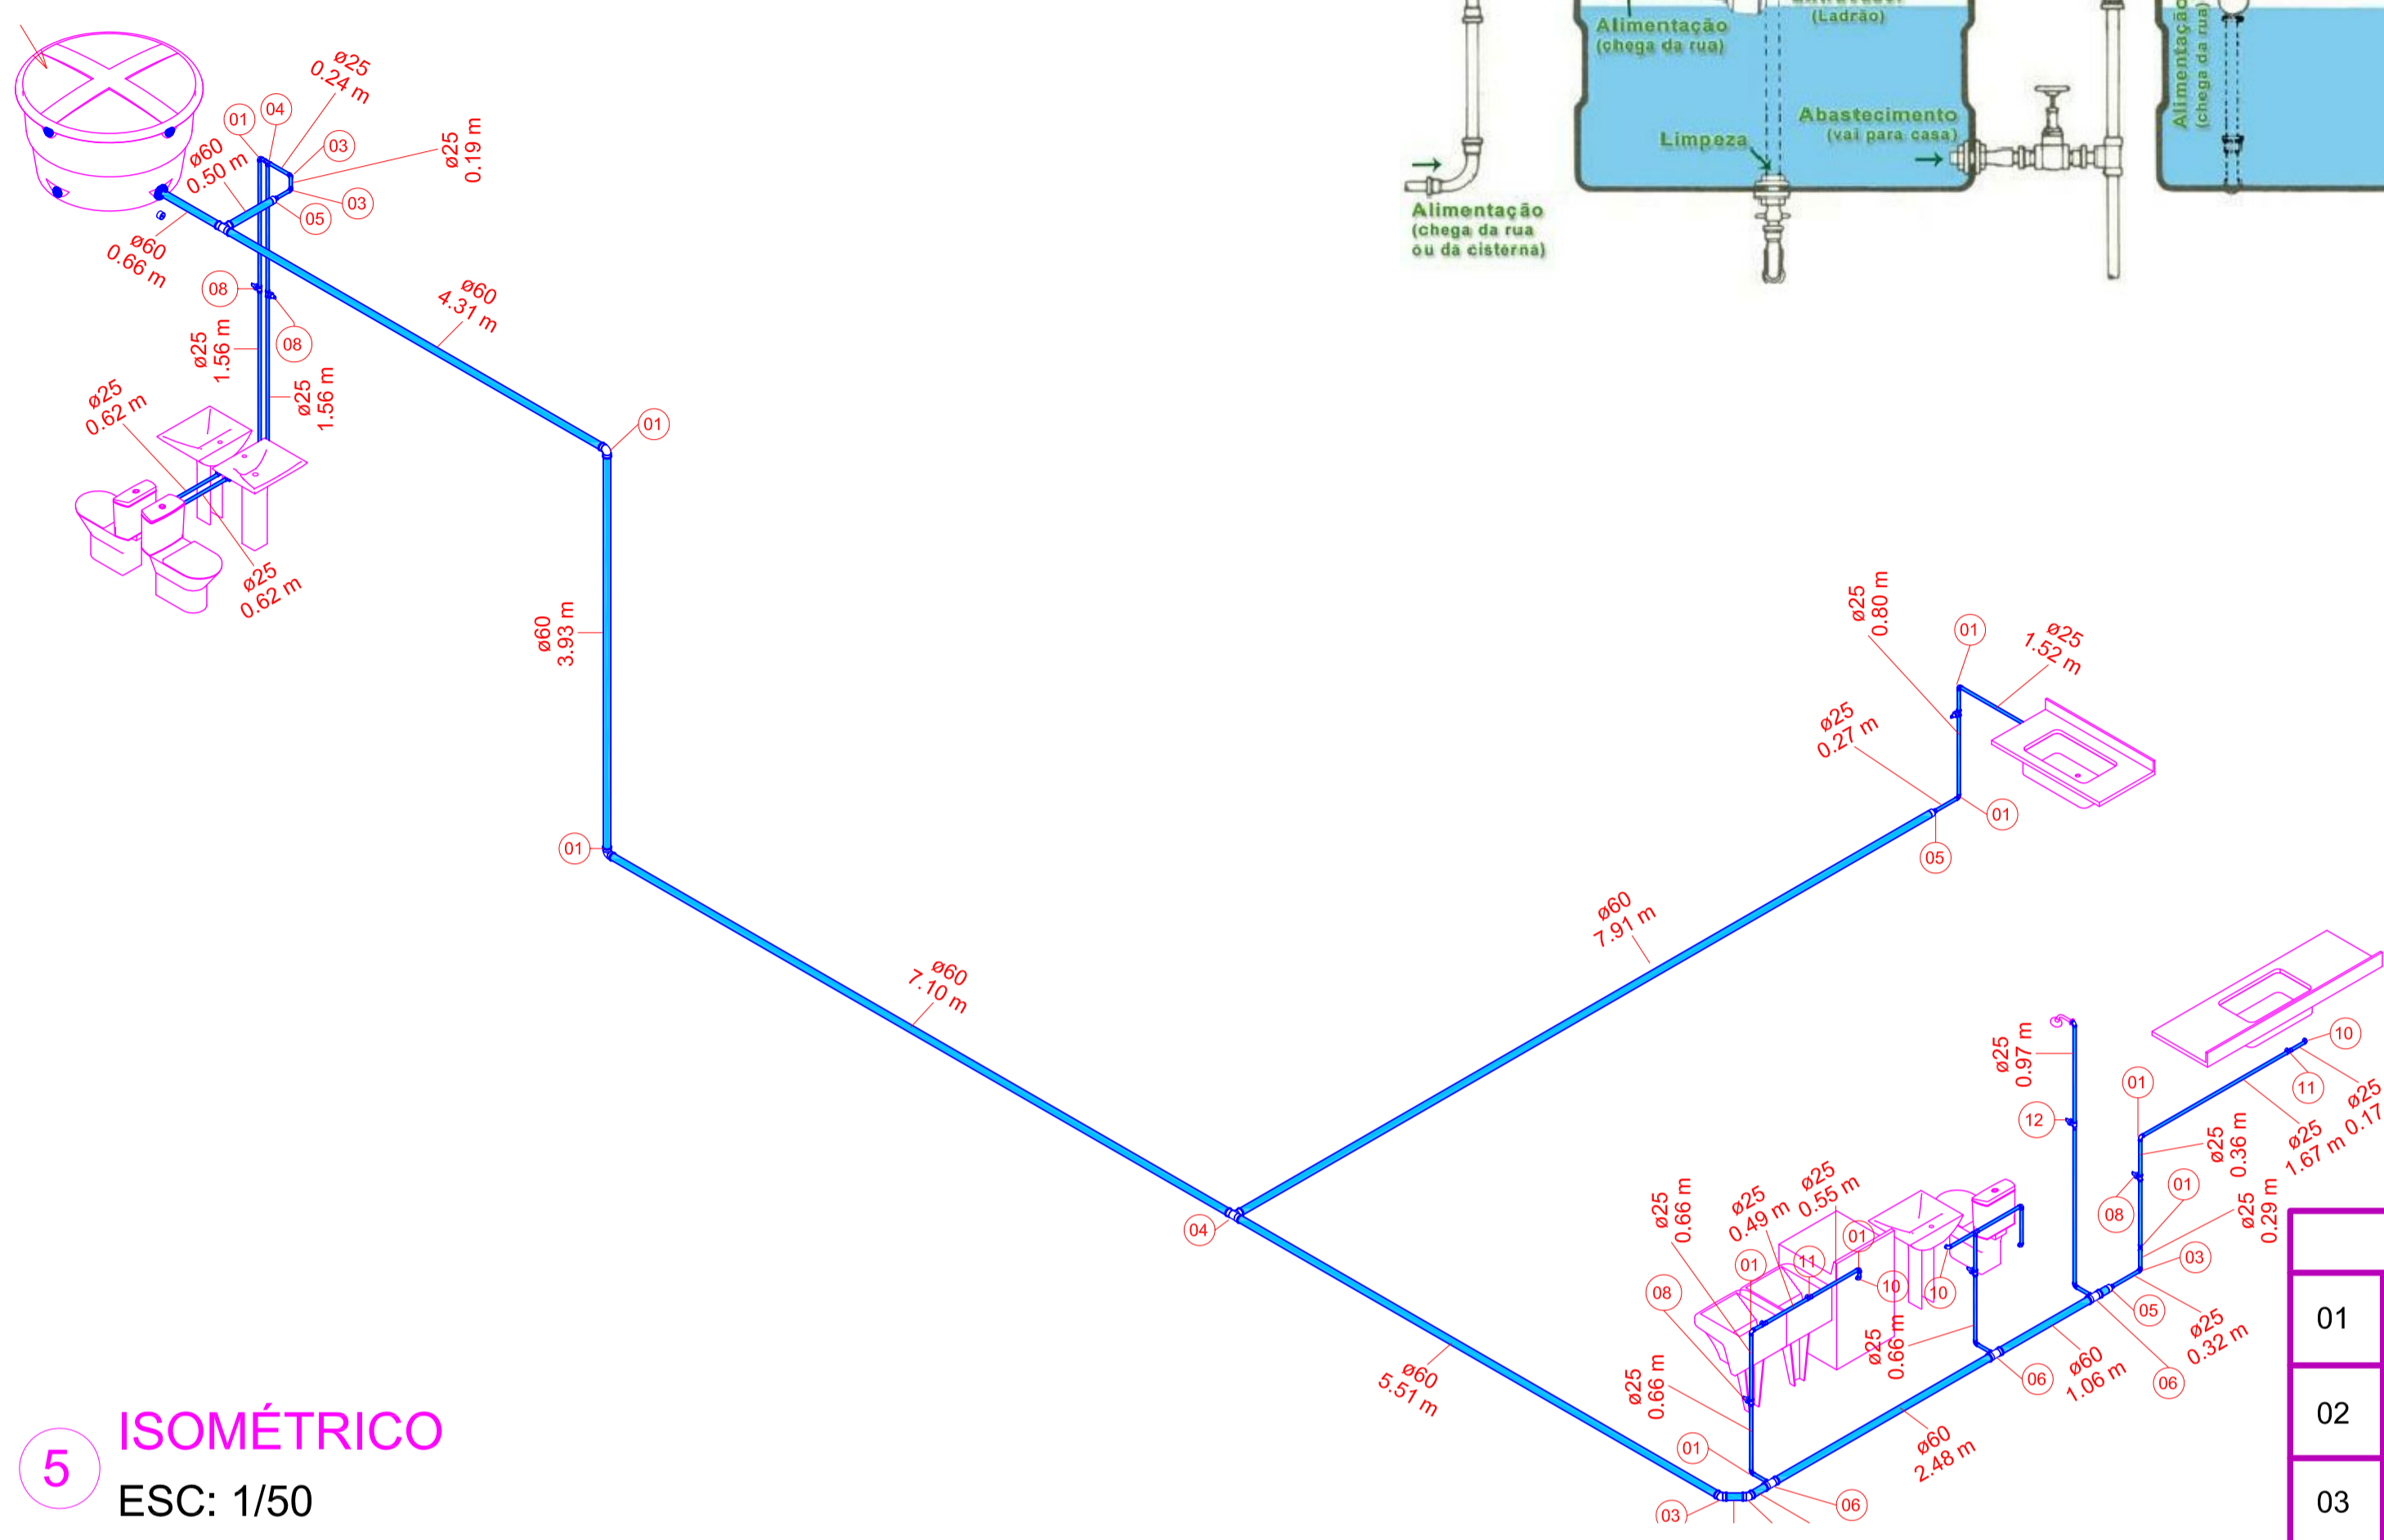 Alimentação
(chega da rua)
(Ladrão)
Alimentação
(chega da rua)
Abastecimento
(vai para casa)
Limpeza
Alimentação
(chega da rua
ou da cisterna)
ø25
0.24 m
01
04
03
ø25
0.19 m
ø60
0.50 m
03
05
ø60
0.66 m
08
ø60
4.31 m
08
ø25
1.56 m
ø25
1.56 m
ø25
0.62 m
01
ø25
0.62 m
ø60
3.93 m
ø25
0.80 m
01
ø25
1.52 m
ø25
0.27 m
01
01
05
ø60
7.91 m
ø60
7.10 m
ø25
0.97 m
10
01
11
12
ø25
0.17
ø25
0.36 m
ø25
1.67 m
ø25
0.66 m
ø25
0.49 m
ø25
0.55 m
01
08
ø25
0.29 m
04
01
11
01
03
08
10
10
05
ø25
0.66 m
ø25
0.32 m
ø60
5.51 m
ø25
0.66 m
06
ø60
1.06 m
06
01
ø60
2.48 m
03
06
01
02
03
5
ISOMÉTRICO
ESC: 1/50